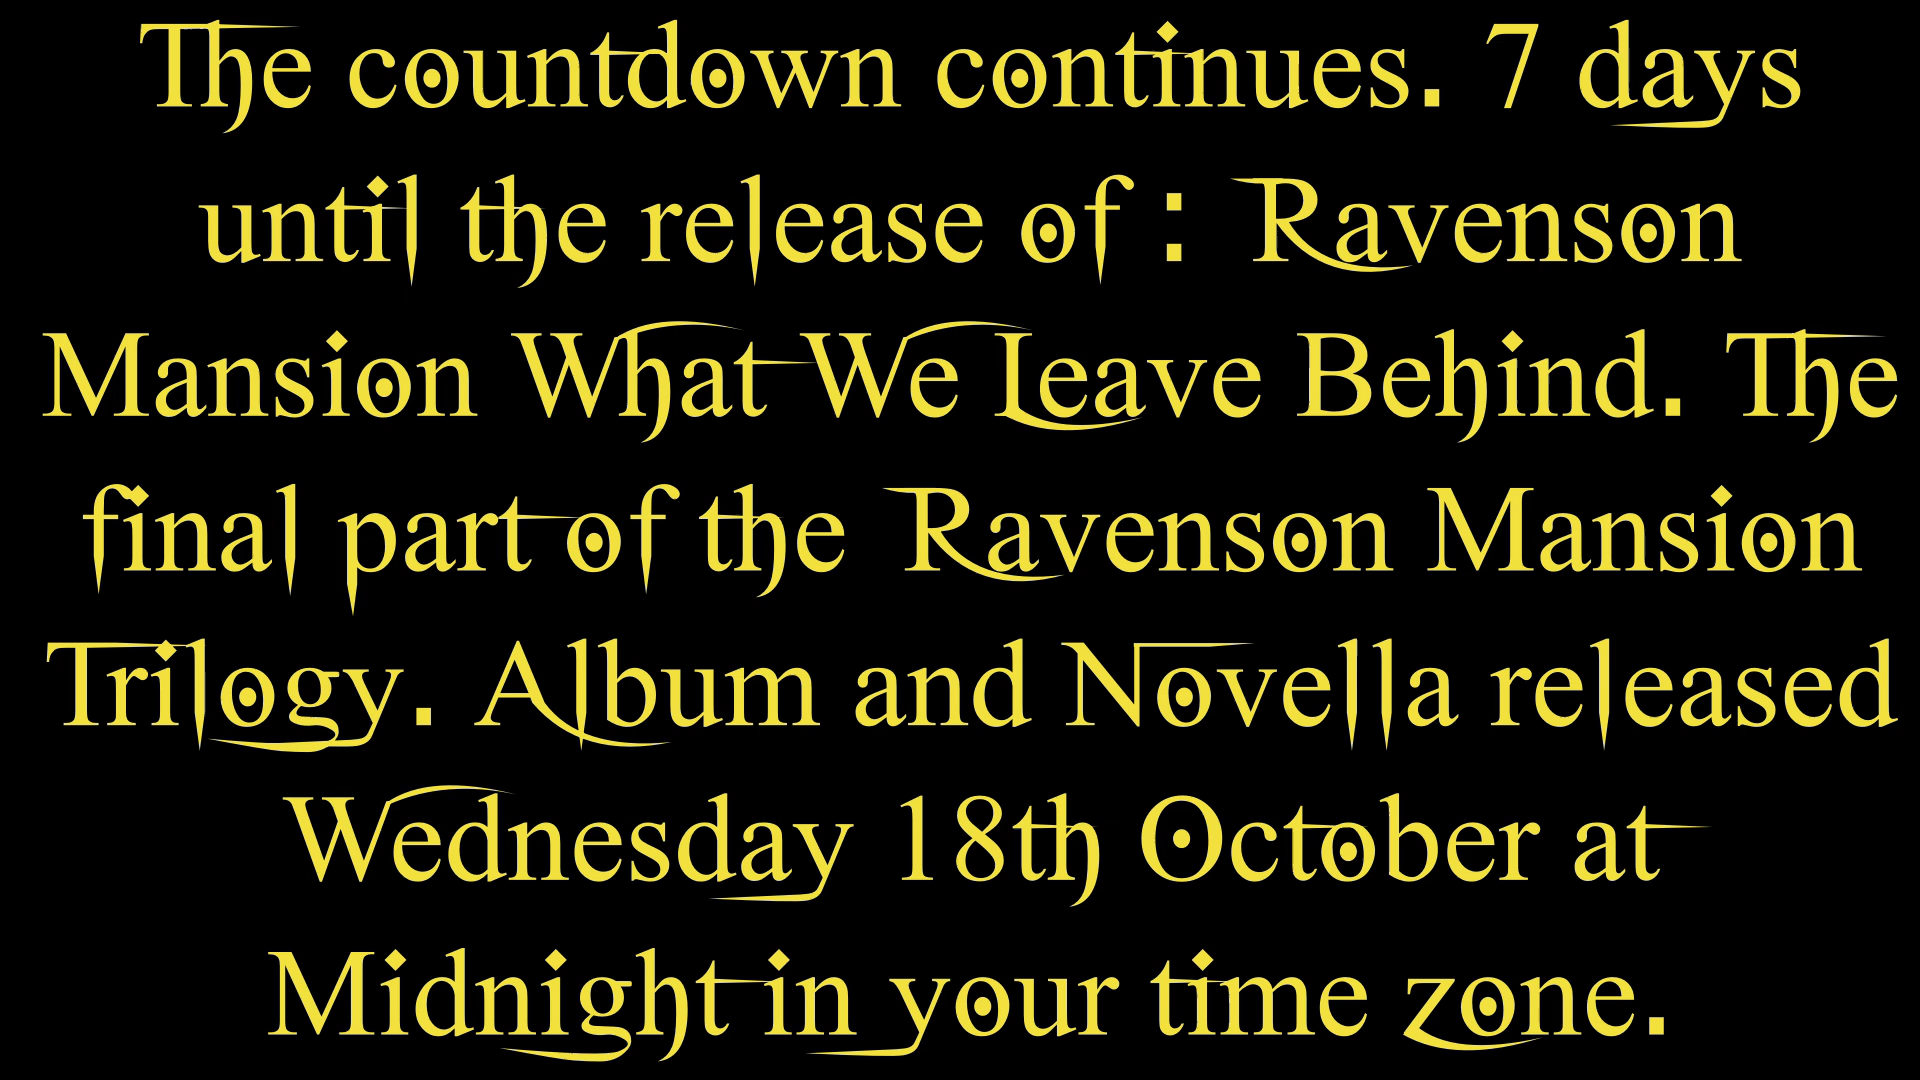 The countdown continues. 7 days
until the release of : Ravenson
Mansion What We Leave Behind. The
final part of the Ravenson Mansion
Trilogy. Album and Novella released
Wednesday 18th October at
Midnight in your time zone.